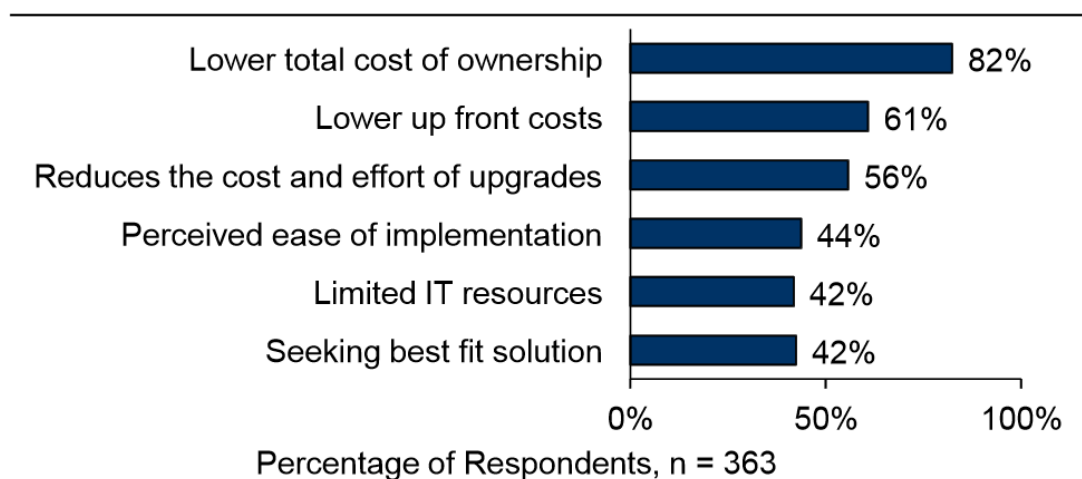 Lower total cost of ownership 82%
Lower up front costs 61%
Reduces the cost and effort of upgrades 56%
Perceived ease of implementation 44%
Limited IT resources 42%
Seeking best fit solution 42%
0% 50% 100%
Percentage of Respondents, n = 363